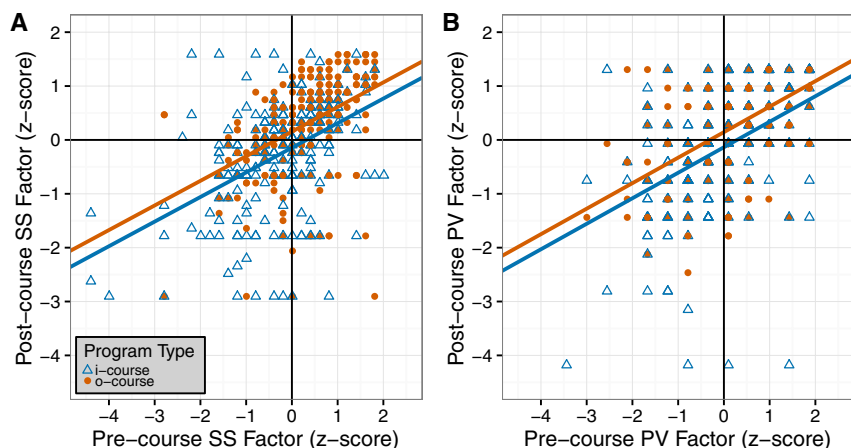 A
B
Post-course SS Factor (z-score)
2
1
0
−1
−2
−3
−4
Program Type
i-course
o-course
−4 −3 −2 −1 0 1 2
Pre-course SS Factor (z-score)
Post-course PV Factor (z-score)
2
1
0
−1
−2
−3
−4
−4 −3 −2 −1 0 1 2
Pre-course PV Factor (z-score)